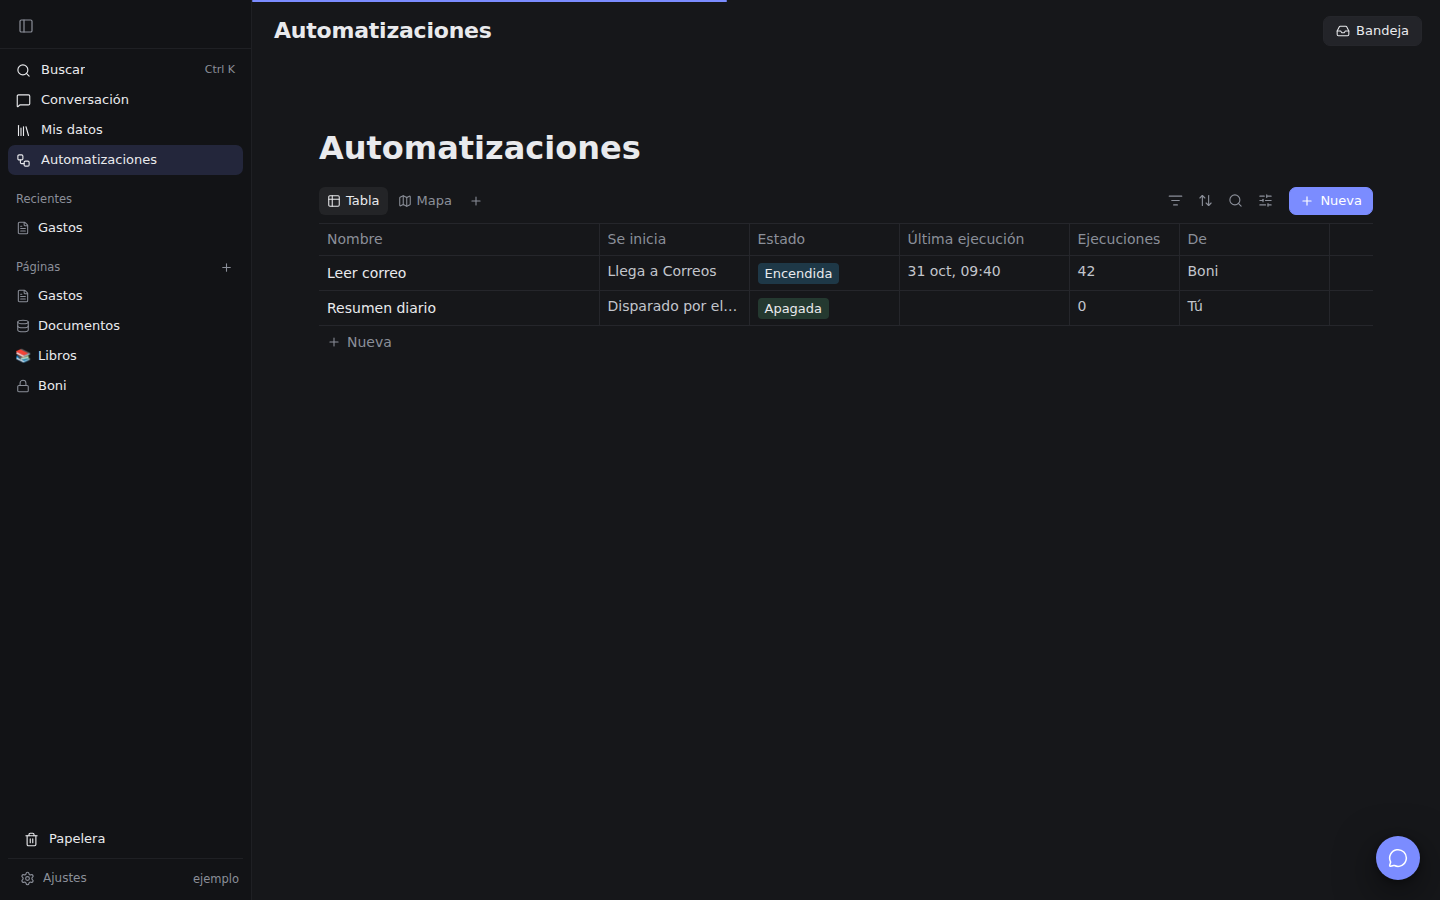 Automatizaciones
Bandeja
Buscar Ctrl K
Conversación
Mis datos
Automatizaciones
Recientes
Gastos
Páginas
Gastos
Documentos
Libros
Boni
Papelera
Ajustes ejemplo
Automatizaciones
Tabla Mapa Nueva
Nombre Se inicia Estado Última ejecución Ejecuciones De
Leer correo Llega a Correos Encendida 31 oct, 09:40 42 Boni
Resumen diario Disparado por el… Apagada 0 Tú
Nueva